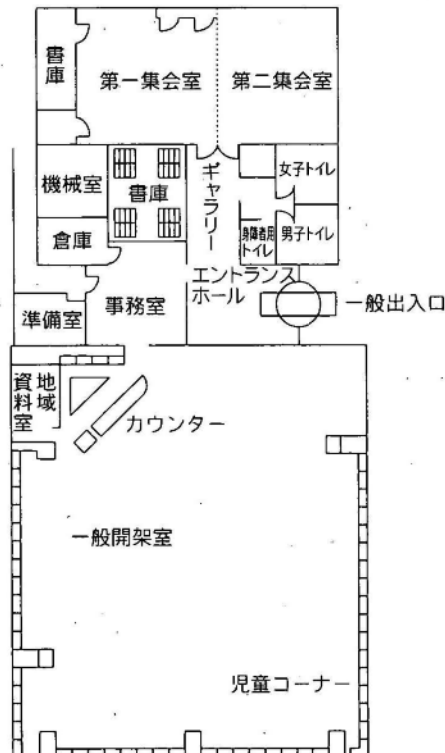 書庫
第一集会室
第二集会室
機械室
書庫
ギャラリー
女子トイレ
倉庫
身障者用
トイレ
男子トイレ
エントランス
ホール
一般出入口
準備室
事務室
地域
資料室
カウンター
一般開架室
児童コーナー